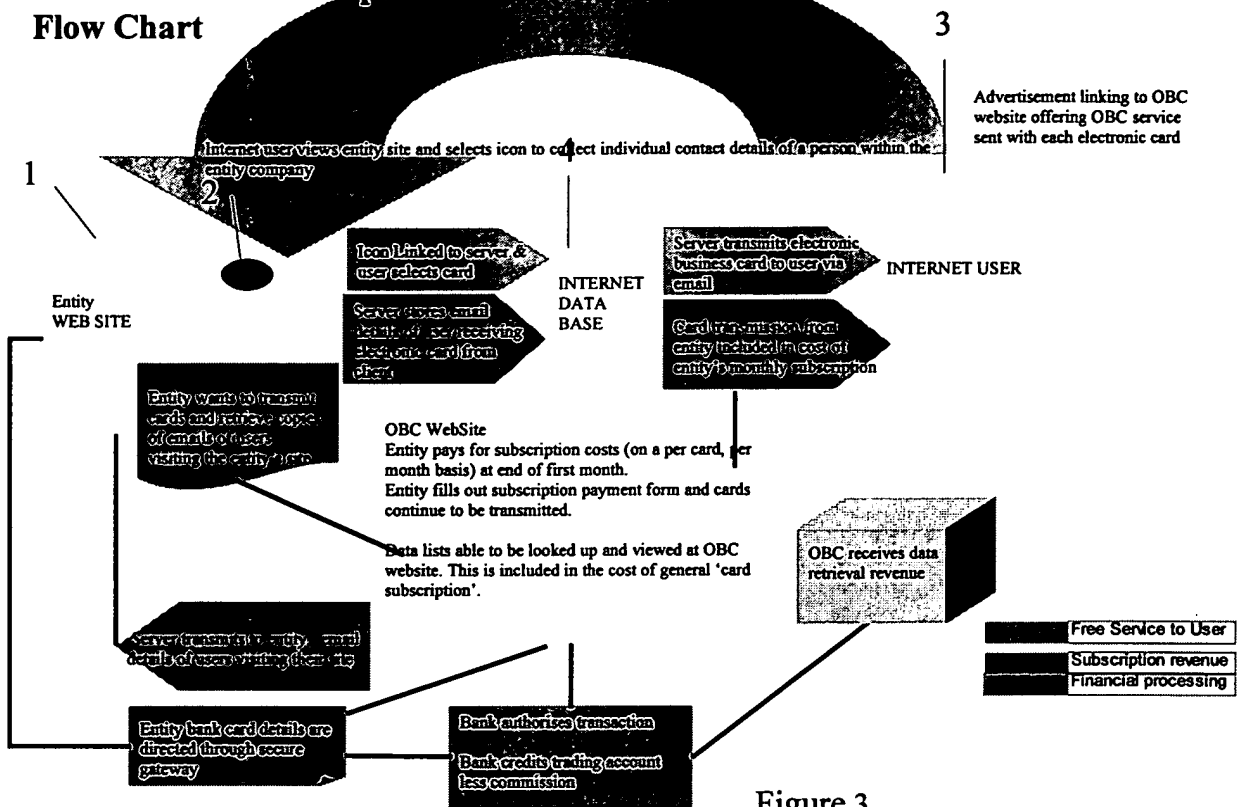 Flow Chart
3
Advertisement linking to OBC
website offering OBC service
sent with each electronic card
Internet user views entity site and selects icon to collect individual contact details of a person within the
entity company
1
2
Icon Linked to server &
user selects card
Server transmits electronic
business card to user via
email
INTERNET USER
INTERNET
DATA
BASE
Entity
WEB SITE
Server stores email
details of user receiving
electronic card from
client
Card transmission from
entity included in cost of
entity's monthly subscription
Entity wants to transmit
cards and retrieve copies
of emails of users
visiting the entity's site
OBC WebSite
Entity pays for subscription costs (on a per card, per
month basis) at end of first month.
Entity fills out subscription payment form and cards
continue to be transmitted.
Data lists able to be looked up and viewed at OBC
website. This is included in the cost of general 'card
subscription'.
OBC receives data
retrieval revenue
Server transmits to entity, email
details of users visiting their site
Free Service to User
Subscription revenue
Financial processing
Entity bank card details are
directed through secure
gateway
Bank authorises transaction
Bank credits trading account
less commission
Figure 3